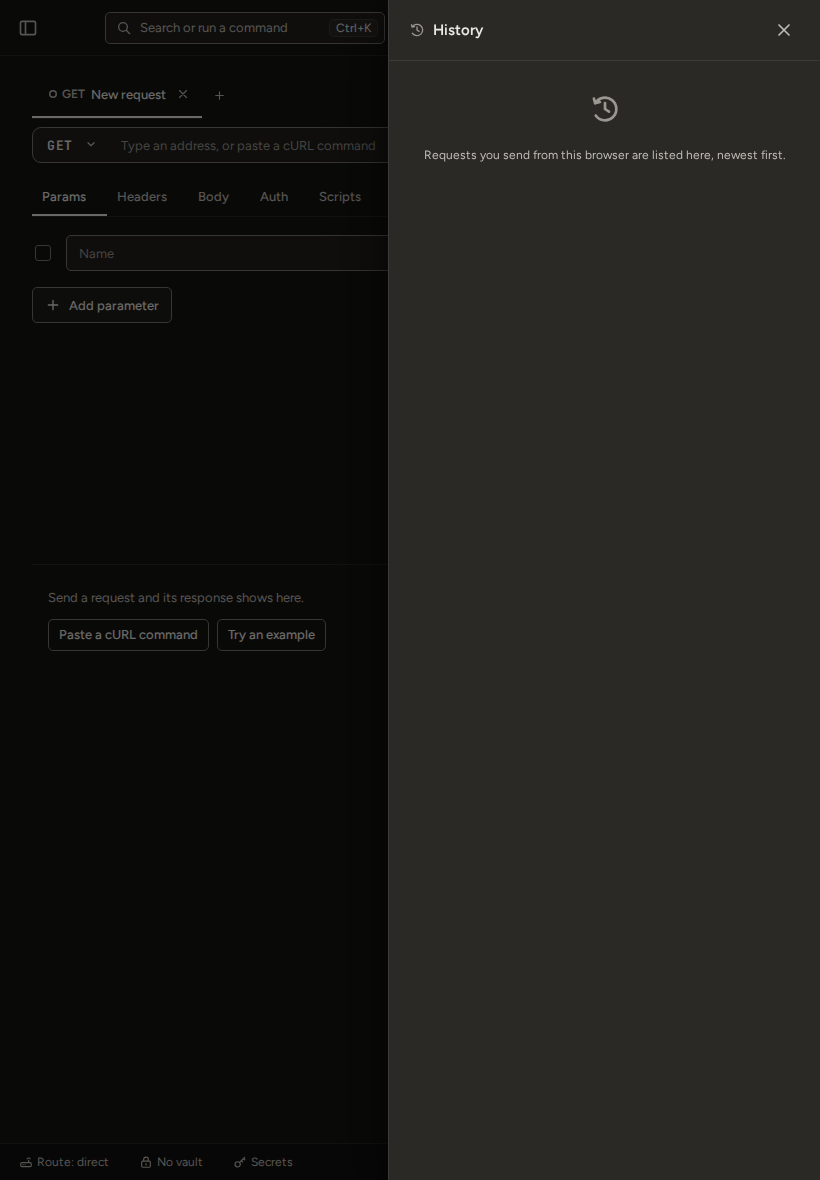 Search or run a command
Ctrl+K
History
GET New request
GET
Type an address, or paste a cURL command
Requests you send from this browser are listed here, newest first.
Params
Headers
Body
Auth
Scripts
Name
Add parameter
Send a request and its response shows here.
Paste a cURL command
Try an example
Route: direct
No vault
Secrets